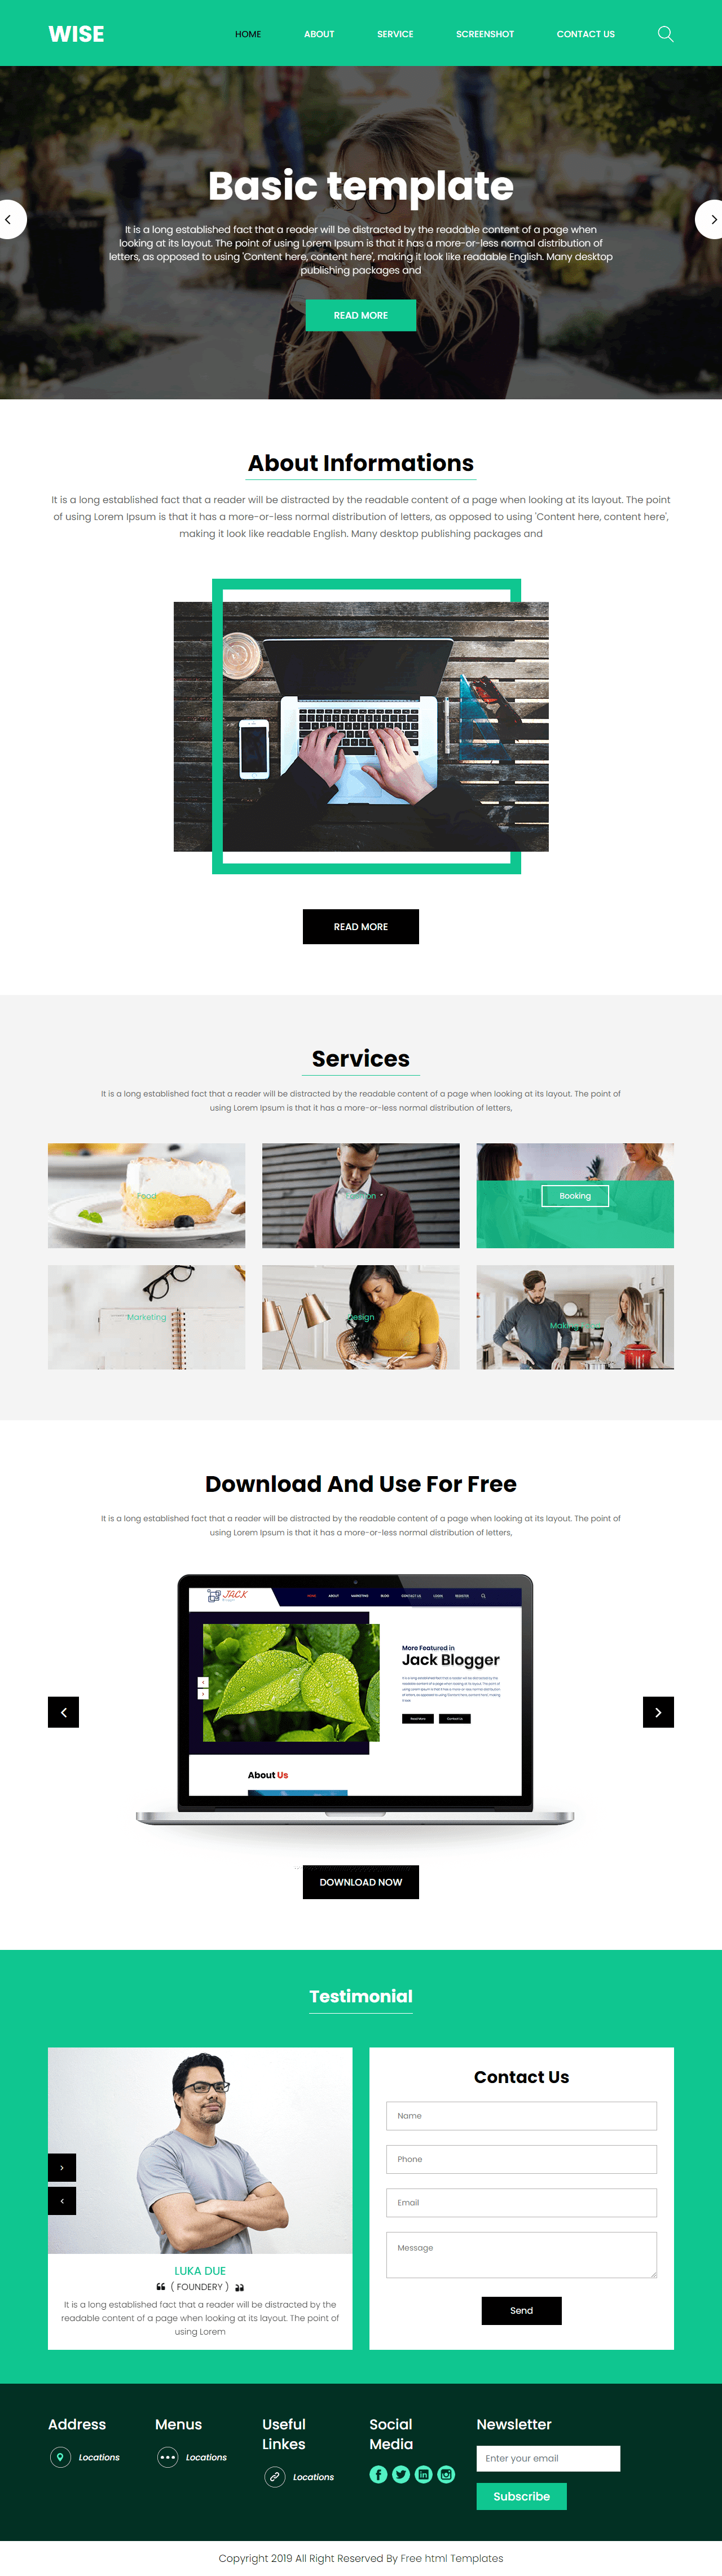 WISE
HOME ABOUT SERVICE SCREENSHOT CONTACT US
Basic template
It is a long established fact that a reader will be distracted by the readable content of a page when
looking at its layout. The point of using Lorem Ipsum is that it has a more-or-less normal distribution of
letters, as opposed to using 'Content here, content here', making it look like readable English. Many desktop
publishing packages and
READ MORE
About Informations
It is a long established fact that a reader will be distracted by the readable content of a page when looking at its layout. The point
of using Lorem Ipsum is that it has a more-or-less normal distribution of letters, as opposed to using 'Content here, content here',
making it look like readable English. Many desktop publishing packages and
READ MORE
Services
It is a long established fact that a reader will be distracted by the readable content of a page when looking at its layout. The point of
using Lorem Ipsum is that it has a more-or-less normal distribution of letters,
Food
Booking
Marketing
Design
Download And Use For Free
It is a long established fact that a reader will be distracted by the readable content of a page when looking at its layout. The point of
using Lorem Ipsum is that it has a more-or-less normal distribution of letters,
JACK
HOME ABOUT MARKETING BLOG CONTACT US LOGIN REGISTER
More Featured in
Jack Blogger
Read More Contact Us
About Us
DOWNLOAD NOW
Testimonial
LUKA DUE
( FOUNDERY )
It is a long established fact that a reader will be distracted by the
readable content of a page when looking at its layout. The point of
using Lorem
Contact Us
Name
Phone
Email
Message
Send
Address
Locations
Menus
Locations
Useful
Linkes
Locations
Social
Media
Newsletter
Enter your email
Subscribe
Copyright 2019 All Right Reserved By Free html Templates